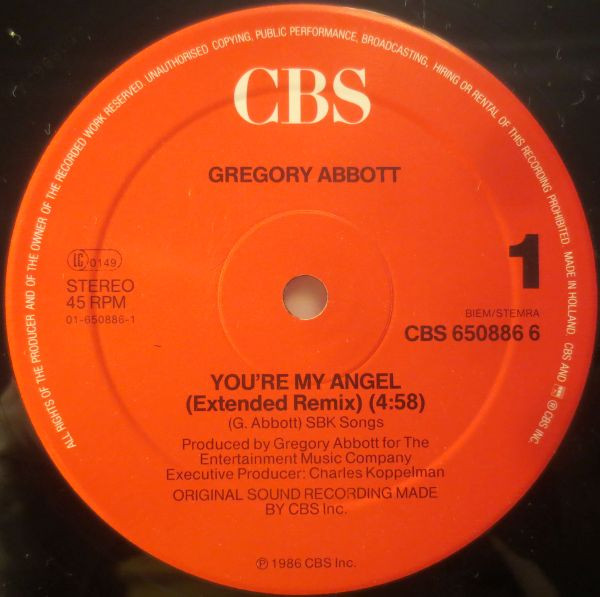 ALL RIGHTS OF THE PRODUCER AND OF THE OWNER OF THE RECORDED WORK RESERVED. UNAUTHORISED COPYING, PUBLIC PERFORMANCE, BROADCASTING, HIRING OR RENTAL OF THIS RECORDING PROHIBITED. MADE IN HOLLAND. CBS AND ℗ CBS INC.
CBS
GREGORY ABBOTT
1
LC 0149
STEREO
45 RPM
01-650886-1
BIEM/STEMRA
CBS 650886 6
YOU'RE MY ANGEL
(Extended Remix) (4:58)
(G. Abbott) SBK Songs
Produced by Gregory Abbott for The
Entertainment Music Company
Executive Producer: Charles Koppelman
ORIGINAL SOUND RECORDING MADE
BY CBS Inc.
℗ 1986 CBS Inc.